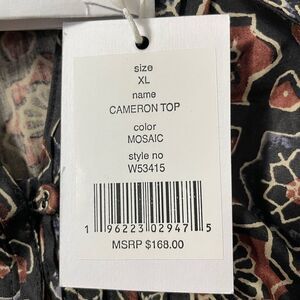 size
XL
name
CAMERON TOP
color
MOSAIC
style no
W53415
1 96223 02947 5
MSRP $168.00